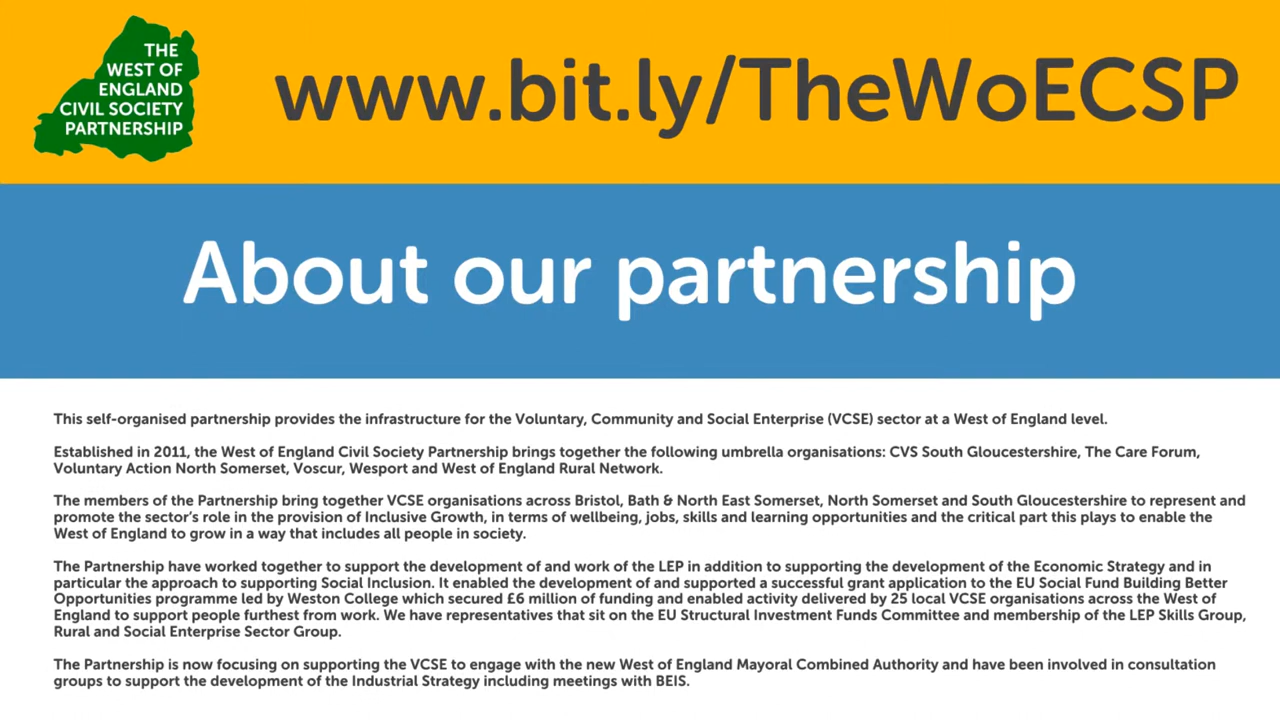 THE
WEST OF
ENGLAND
CIVIL SOCIETY
PARTNERSHIP
www.bit.ly/TheWoECSP
About our partnership
This self-organised partnership provides the infrastructure for the Voluntary, Community and Social Enterprise (VCSE) sector at a West of England level.
Established in 2011, the West of England Civil Society Partnership brings together the following umbrella organisations: CVS South Gloucestershire, The Care Forum,
Voluntary Action North Somerset, Voscur, Wesport and West of England Rural Network.
The members of the Partnership bring together VCSE organisations across Bristol, Bath & North East Somerset, North Somerset and South Gloucestershire to represent and
promote the sector's role in the provision of Inclusive Growth, in terms of wellbeing, jobs, skills and learning opportunities and the critical part this plays to enable the
West of England to grow in a way that includes all people in society.
The Partnership have worked together to support the development of and work of the LEP in addition to supporting the development of the Economic Strategy and in
particular the approach to supporting Social Inclusion. It enabled the development of and supported a successful grant application to the EU Social Fund Building Better
Opportunities programme led by Weston College which secured £6 million of funding and enabled activity delivered by 25 local VCSE organisations across the West of
England to support people furthest from work. We have representatives that sit on the EU Structural Investment Funds Committee and membership of the LEP Skills Group,
Rural and Social Enterprise Sector Group.
The Partnership is now focusing on supporting the VCSE to engage with the new West of England Mayoral Combined Authority and have been involved in consultation
groups to support the development of the Industrial Strategy including meetings with BEIS.